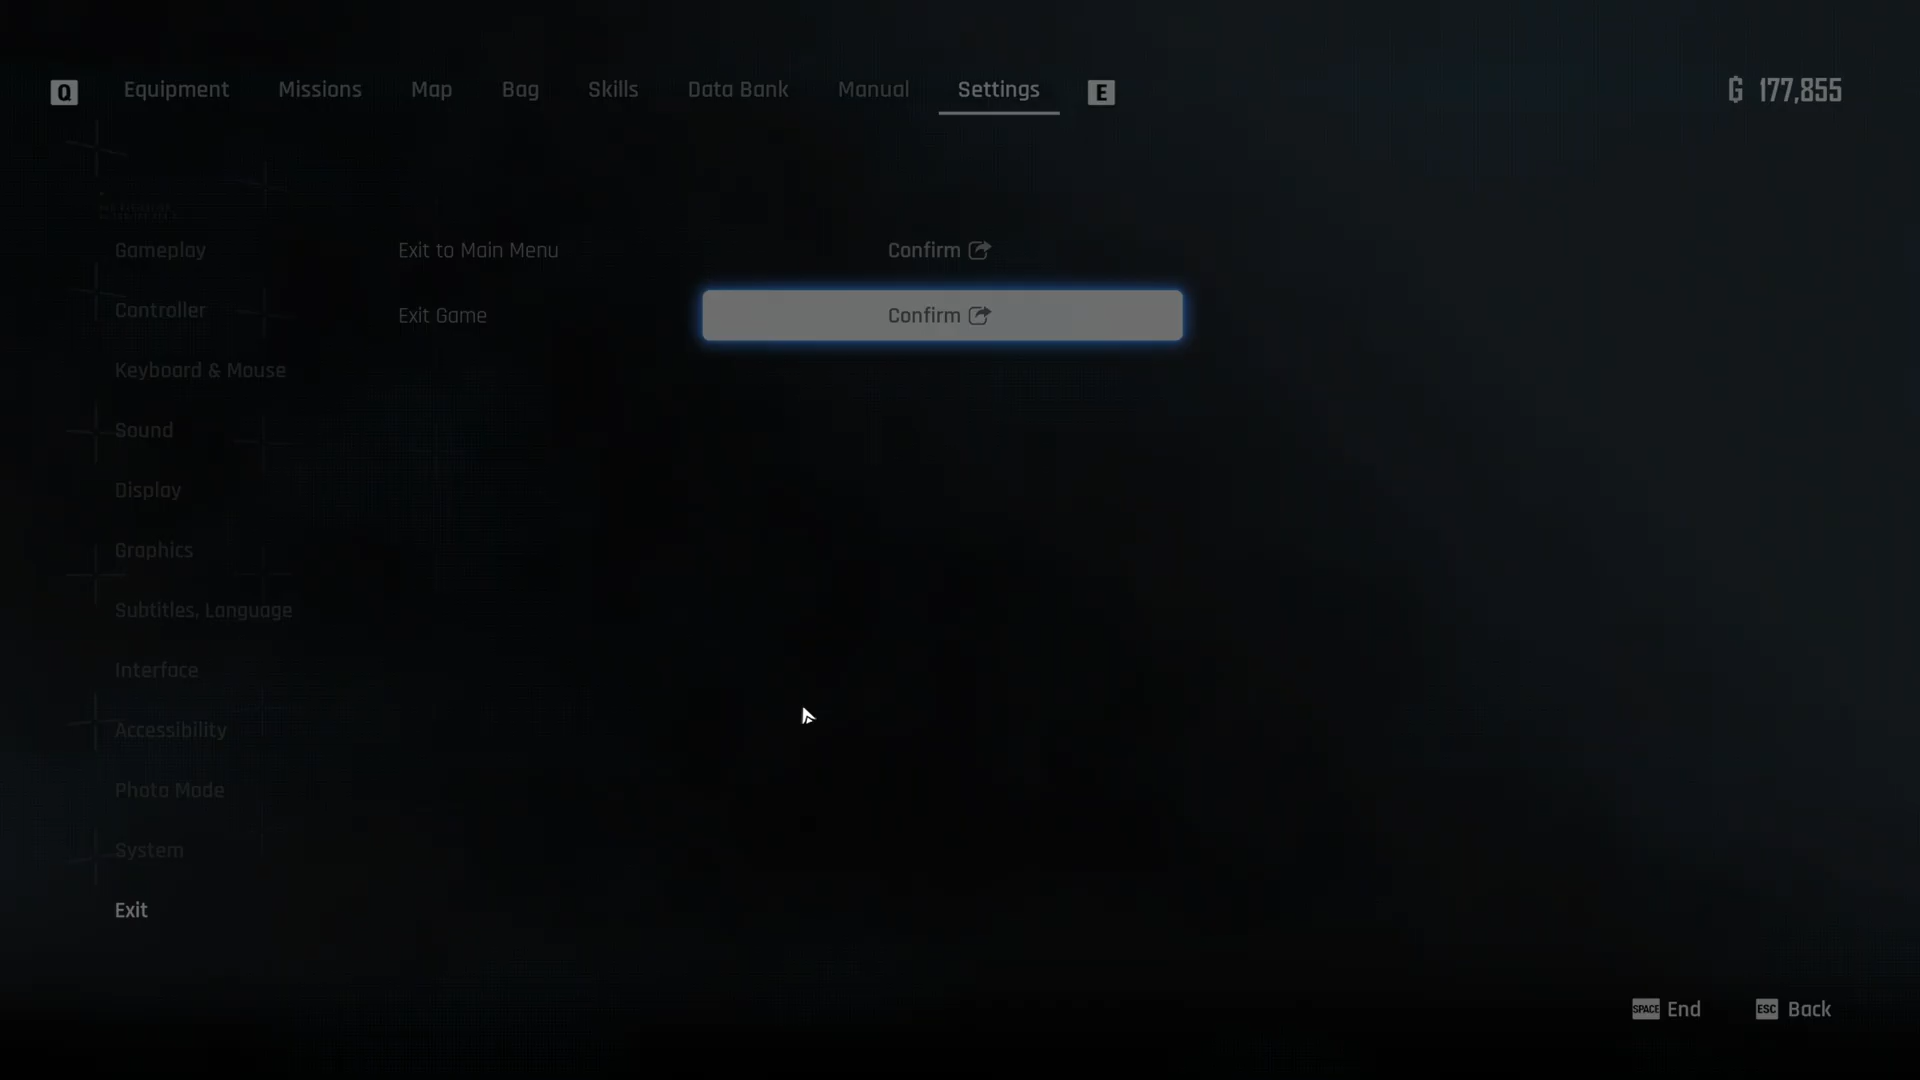 Q Equipment Missions Map Bag Skills Data Bank Manual Settings E 177,855
Gameplay
Exit to Main Menu Confirm
Controller
Exit Game Confirm
Keyboard & Mouse
Sound
Display
Graphics
Subtitles, Language
Interface
Accessibility
Photo Mode
System
Exit
SPACE End ESC Back